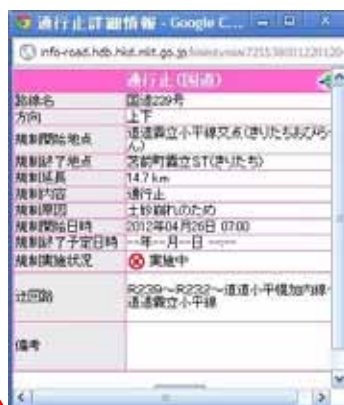 通行止詳細情報 - Google C...
info-road.hdb.hkd.mlit.go.jp
通行止 (国道)
路線名 国道239号
方向 上下
規制開始地点 道道霧立小平線交点(きりたちおびらせん)
規制終了地点 苫前町霧立ST(きりたち)
規制延長 14.7 km
規制内容 通行止
規制原因 土砂崩れのため
規制開始日時 2012年04月26日 07:00
規制終了予定日時 --年--月--日 --:--
規制実施状況 実施中
迂回路 R239～R232～道道小平幌加内線～
道道霧立小平線
備考